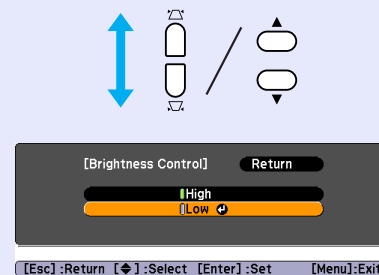 [Brightness Control] Return
High
Low
[Esc] :Return [ ] :Select [Enter] :Set [Menu]:Exit